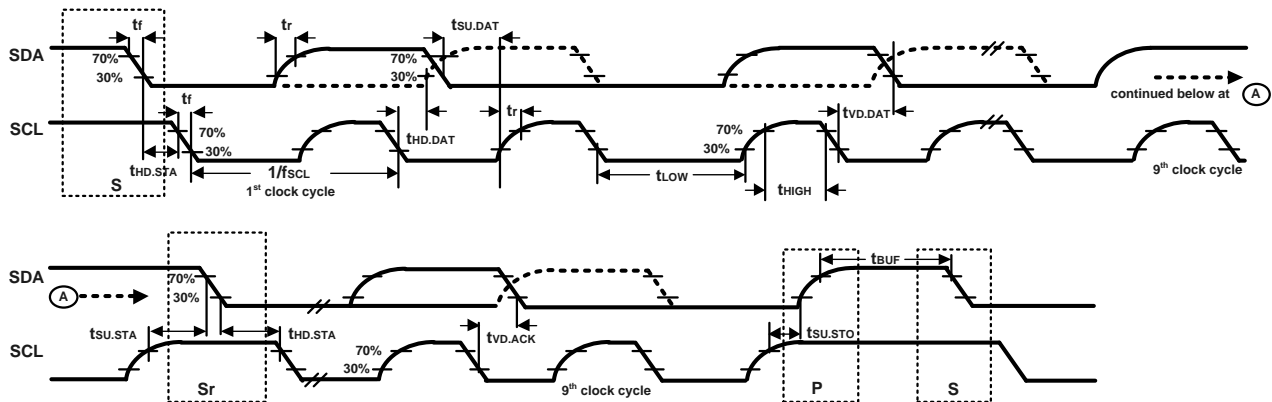 tf tr tSU.DAT
SDA 70% 30% 70% 30%
continued below at A
tf tHD.DAT tr tVD.DAT
SCL 70% 30% 70% 30%
tHD.STA 1/fSCL tLOW tHIGH
S 1st clock cycle 9th clock cycle
tBUF
SDA 70% 30%
A
tSU.STA tHD.STA tVD.ACK tSU.STO
SCL 70% 30%
Sr 9th clock cycle P S